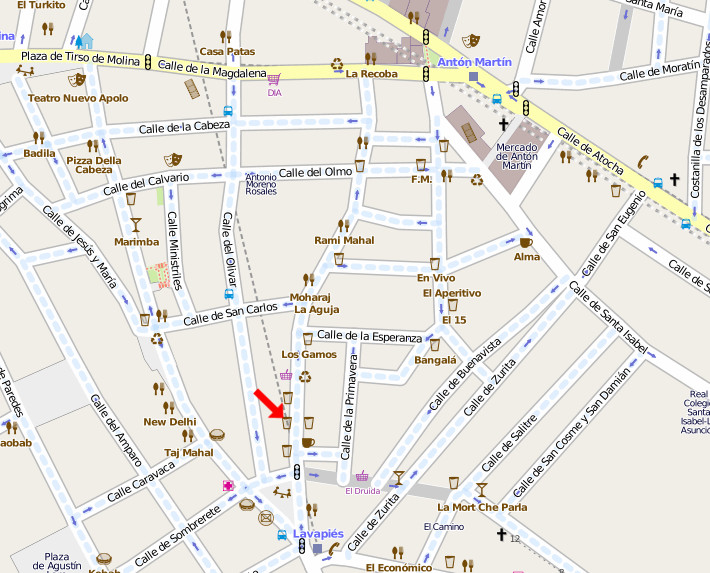 El Turkito
Santa María
Casa Patas
Calle Amor
Plaza de Tirso de Molina
Calle de la Magdalena
La Recoba
Antón Martín
Calle de Moratín
DIA
Teatro Nuevo Apolo
Calle de la Cabeza
Calle de Atocha
Costanilla de los Desamparados
Badila
Pizza Della
Cabeza
Mercado
de Antón
Martín
Calle del Calvario
Antonio
Moreno
Rosales
Calle del Olmo
F.M.
Calle de San Eugenio
Calle de Jesús y María
Calle Ministriles
Calle del Olivar
Marimba
Rami Mahal
Alma
En Vivo
El Aperitivo
Moharaj
La Aguja
Calle de San Carlos
El 15
Calle de la Esperanza
Calle de Santa Isabel
Los Gamos
Bangalá
Calle de Buenavista
Calle de Zurita
Calle de la Primavera
de Paredes
Calle del Amparo
New Delhi
Taj Mahal
Calle de Salitre
Calle de San Cosme y San Damián
Real
Colegio
Santa
Isabel-L
Asunció
aobab
Calle Caravaca
El Druida
Calle de Zurita
La Mort Che Parla
Calle de Sombrerete
Lavapiés
El Camino
12
Plaza
de Agustín
Kebab
El Económico